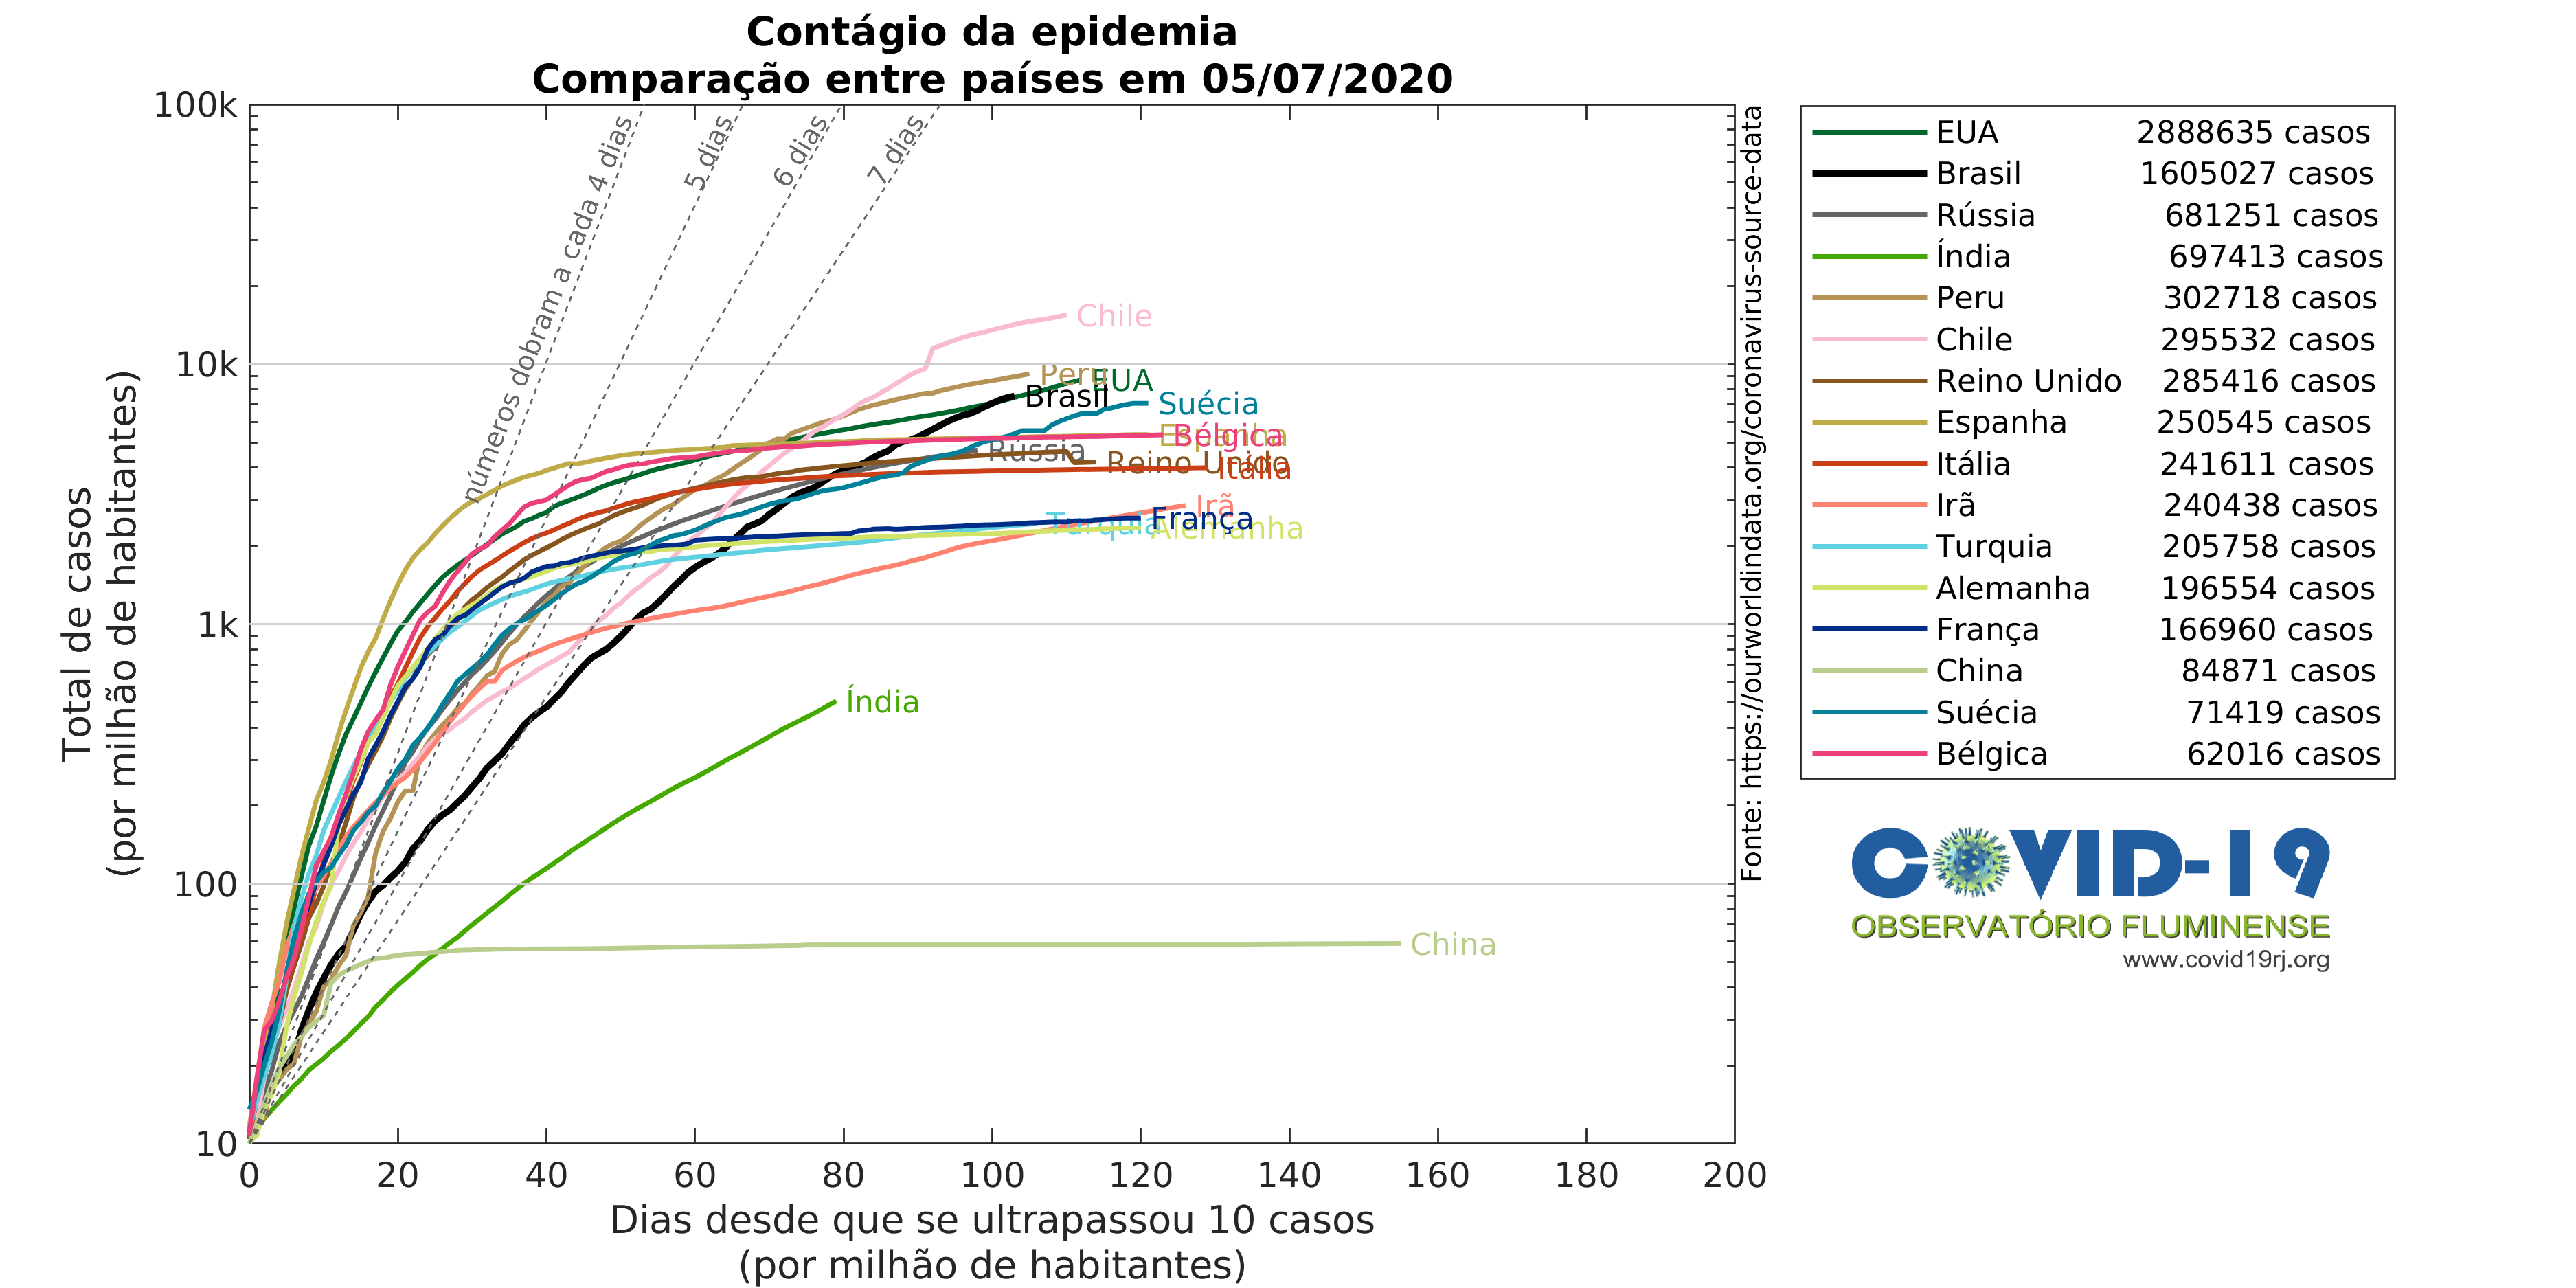 Contágio da epidemia
Comparação entre países em 05/07/2020
100k
10k
1k
100
10
Total de casos
(por milhão de habitantes)
números dobram a cada 4 dias
5 dias
6 dias
7 dias
Chile
Peru
EUA
Brasil
Suécia
Espanha
Bélgica
Rússia
Reino Unido
Itália
Irã
Turquia
França
Alemanha
Índia
China
0 20 40 60 80 100 120 140 160 180 200
Dias desde que se ultrapassou 10 casos
(por milhão de habitantes)
Fonte: https://ourworldindata.org/coronavirus-source-data
EUA 2888635 casos
Brasil 1605027 casos
Rússia 681251 casos
Índia 697413 casos
Peru 302718 casos
Chile 295532 casos
Reino Unido 285416 casos
Espanha 250545 casos
Itália 241611 casos
Irã 240438 casos
Turquia 205758 casos
Alemanha 196554 casos
França 166960 casos
China 84871 casos
Suécia 71419 casos
Bélgica 62016 casos
COVID-19
OBSERVATÓRIO FLUMINENSE
www.covid19rj.org